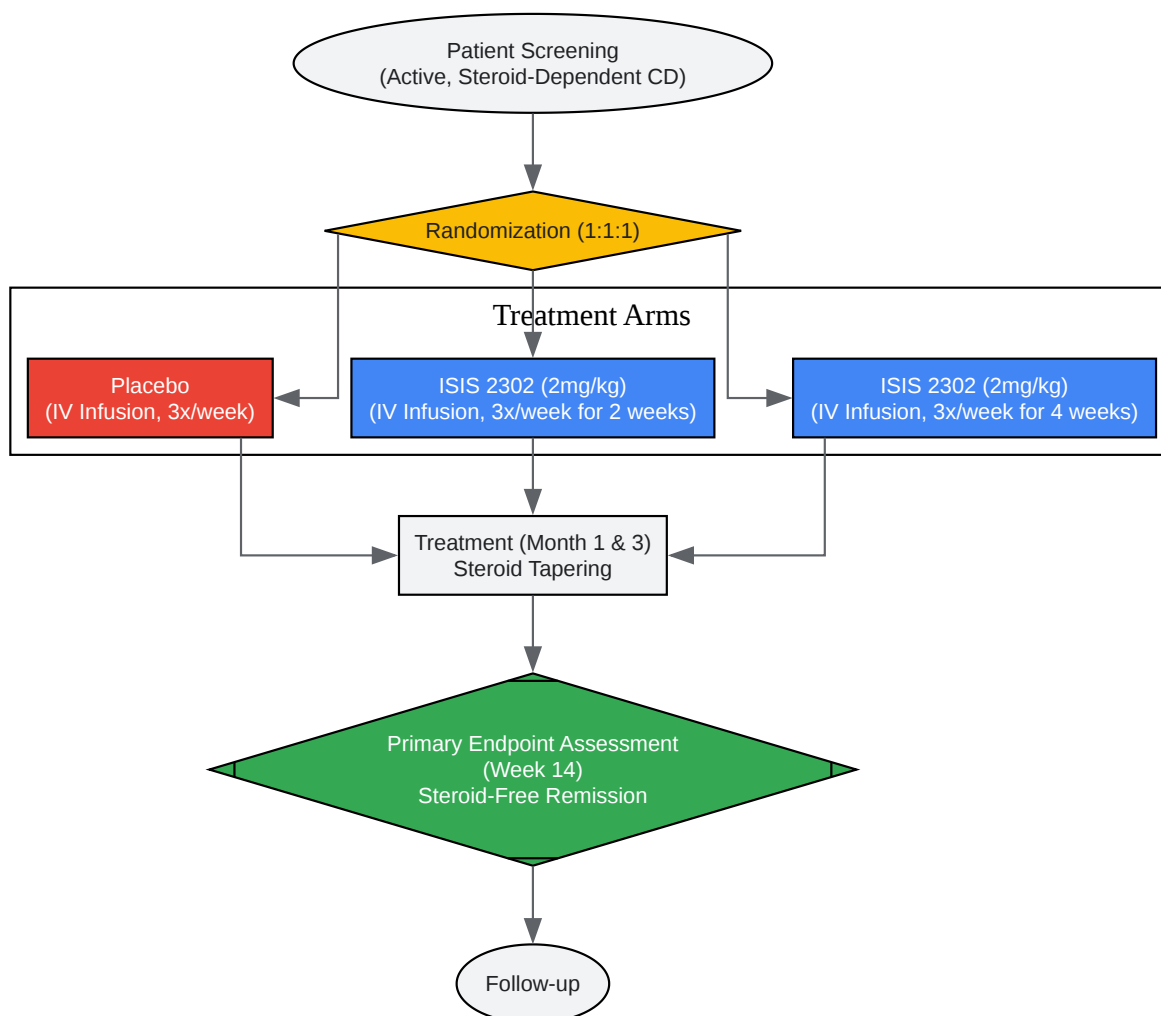 Patient Screening
(Active, Steroid-Dependent CD)
Randomization (1:1:1)
Treatment Arms
Placebo
(IV Infusion, 3x/week)
ISIS 2302 (2mg/kg)
(IV Infusion, 3x/week for 2 weeks)
ISIS 2302 (2mg/kg)
(IV Infusion, 3x/week for 4 weeks)
Treatment (Month 1 & 3)
Steroid Tapering
Primary Endpoint Assessment
(Week 14)
Steroid-Free Remission
Follow-up